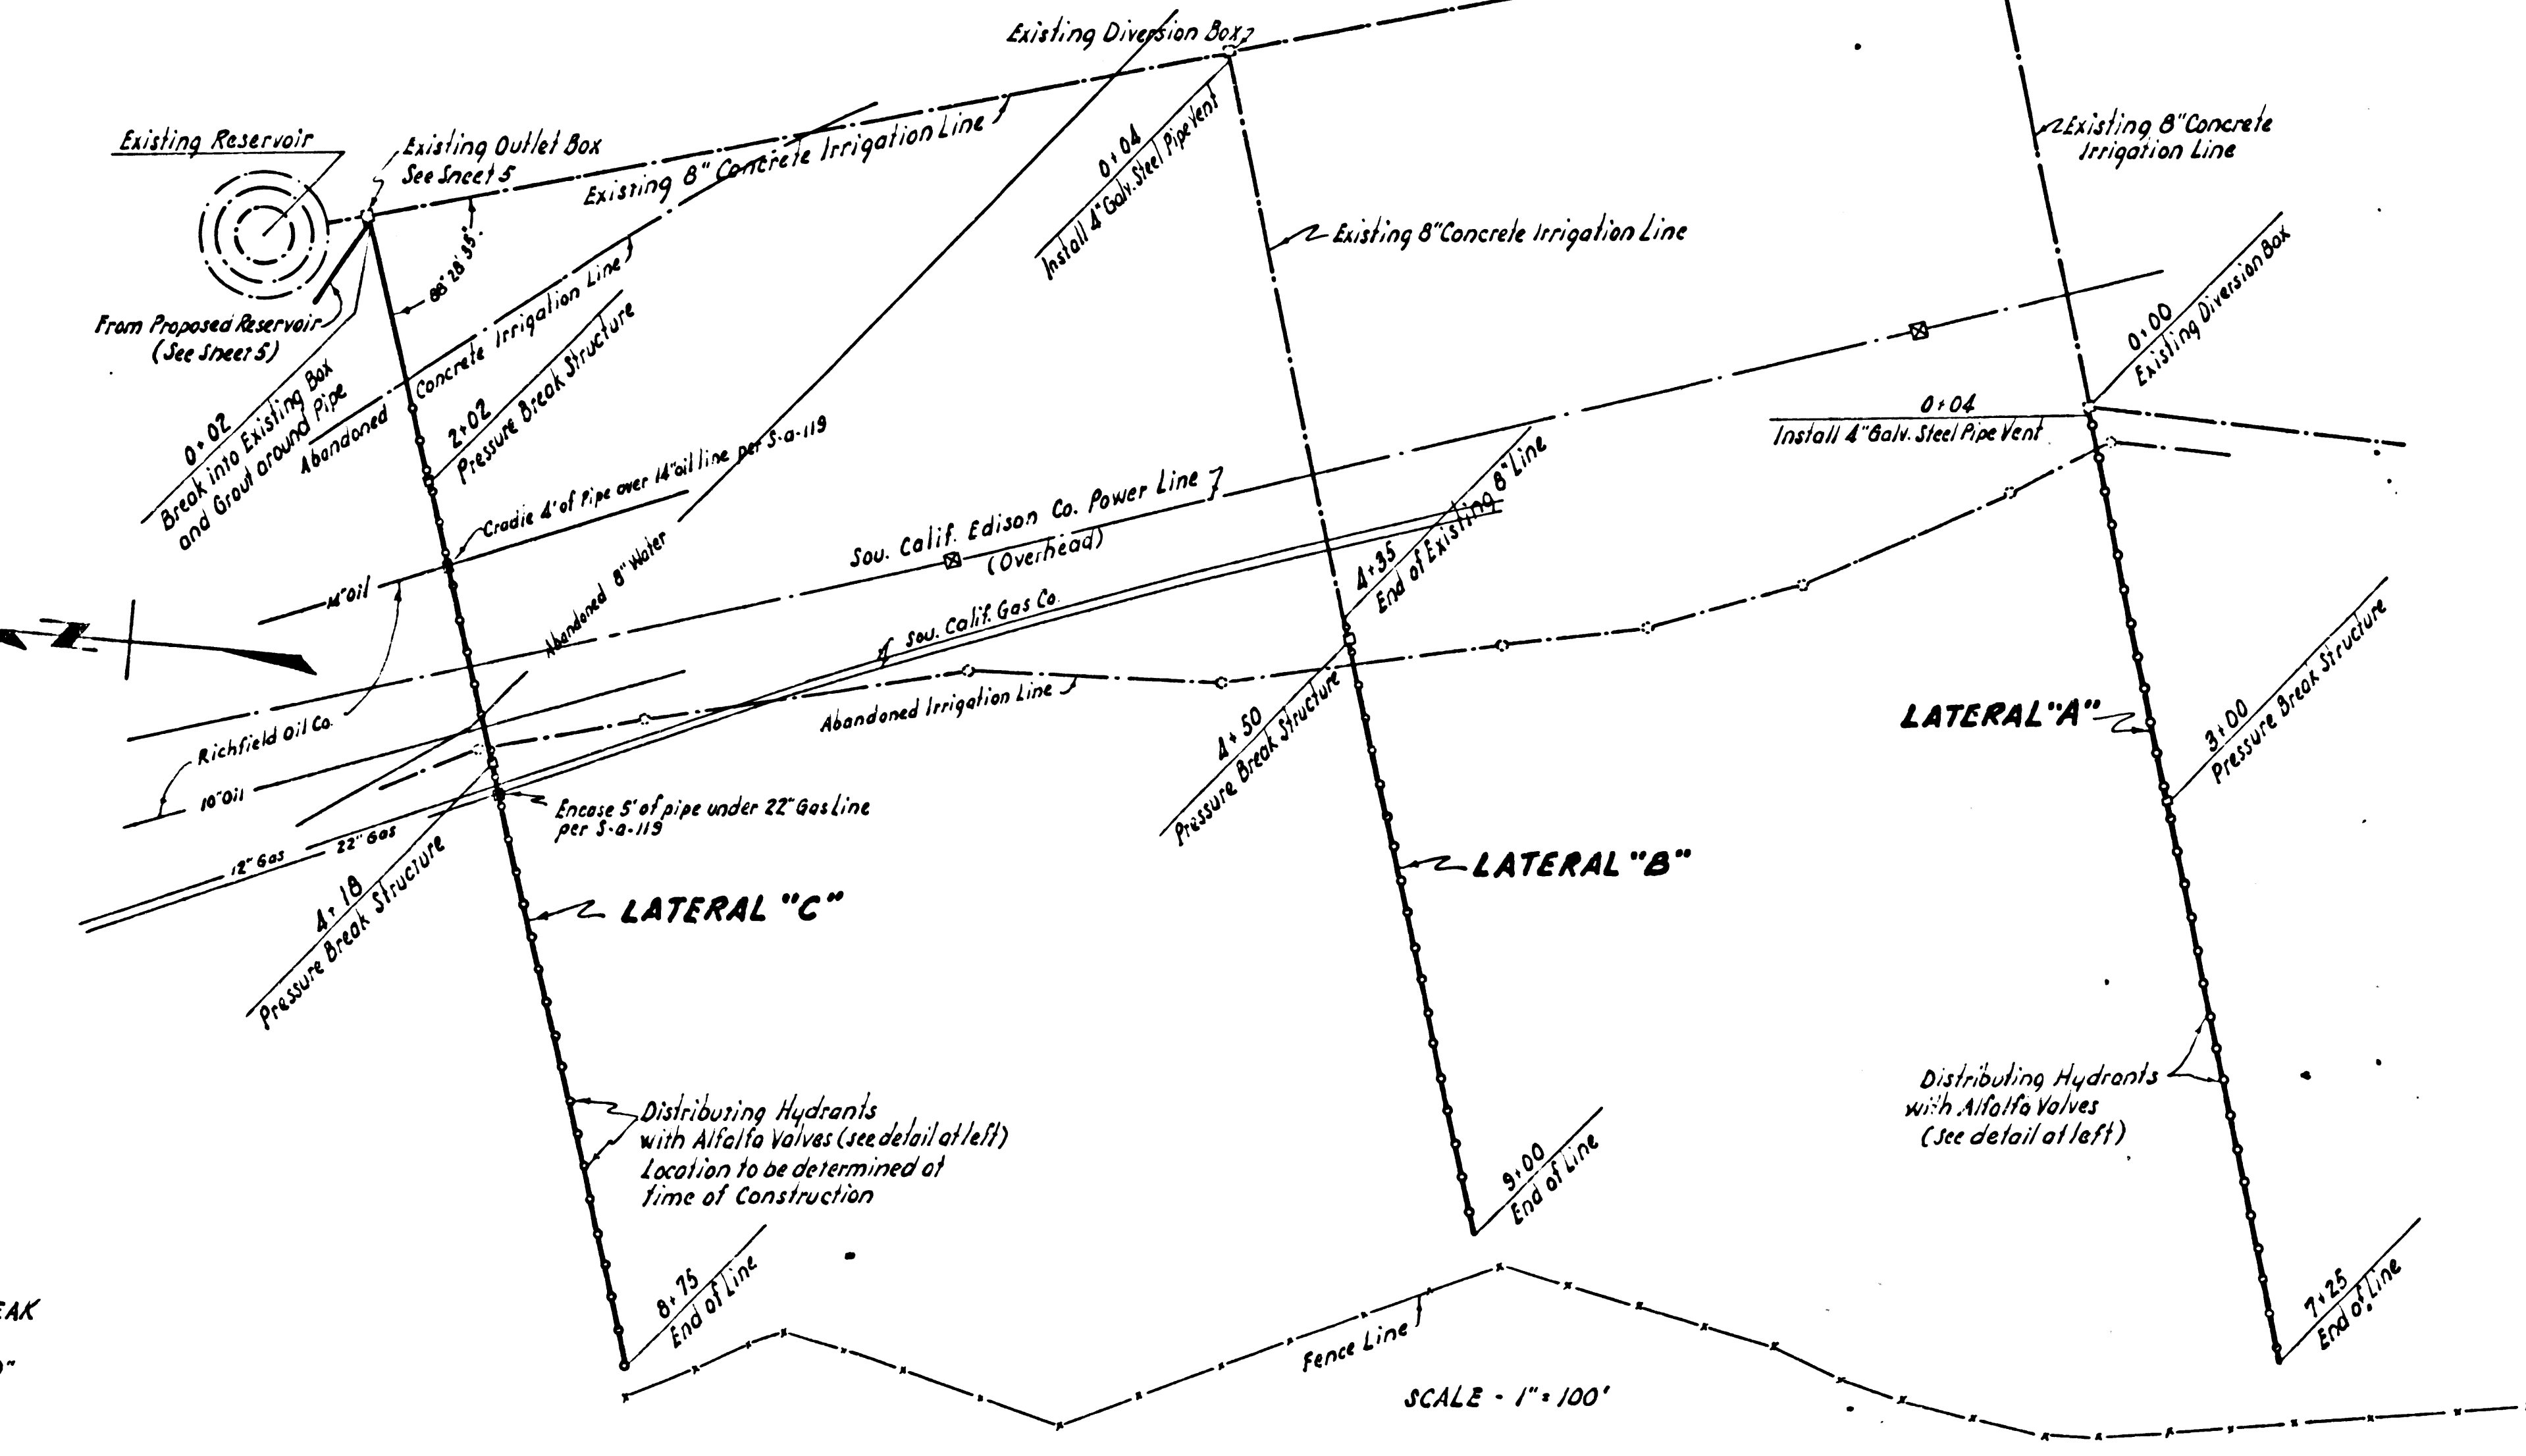 Existing Diversion Box
Existing Reservoir
Existing Outlet Box
See Sheet 5
Existing 8" Concrete Irrigation Line
0+04
Install 4" Galv. Steel Pipe Vent
Existing 8" Concrete
Irrigation Line
Existing 8" Concrete Irrigation Line
88° 28' 35"
From Proposed Reservoir
(See Sheet 5)
0+02
Break into Existing Box
and Grout around Pipe
Abandoned Concrete Irrigation Line
2+02
Pressure Break Structure
0+00
Existing Diversion Box
0+04
Install 4" Galv. Steel Pipe Vent
Cradle 4' of Pipe over 14" oil line per S-a-119
14" Oil
Abandoned 8" Water
Sou. Calif. Edison Co. Power Line
(Overhead)
4+35
End of Existing 8" Line
Sou. Calif. Gas Co.
N
Richfield Oil Co.
Abandoned Irrigation Line
10" Oil
4+50
Pressure Break Structure
LATERAL "A"
3+00
Pressure Break Structure
Encase 5' of pipe under 22" Gas Line
per S-a-119
12" Gas
22" Gas
4+18
Pressure Break Structure
LATERAL "C"
LATERAL "B"
Distributing Hydrants
with Alfalfa Valves (see detail at left)
Location to be determined at
time of Construction
Distributing Hydrants
with Alfalfa Valves
(see detail at left)
9+00
End of Line
8+75
End of Line
7+25
End of Line
EAK
Fence Line
SCALE - 1" = 100'